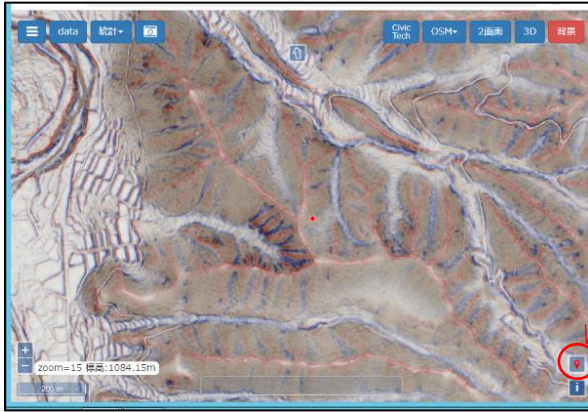 data
統計▾
Civic Tech
OSM▾
2画面
3D
背景
+
−
zoom=15 標高:1084.15m
200 m
i